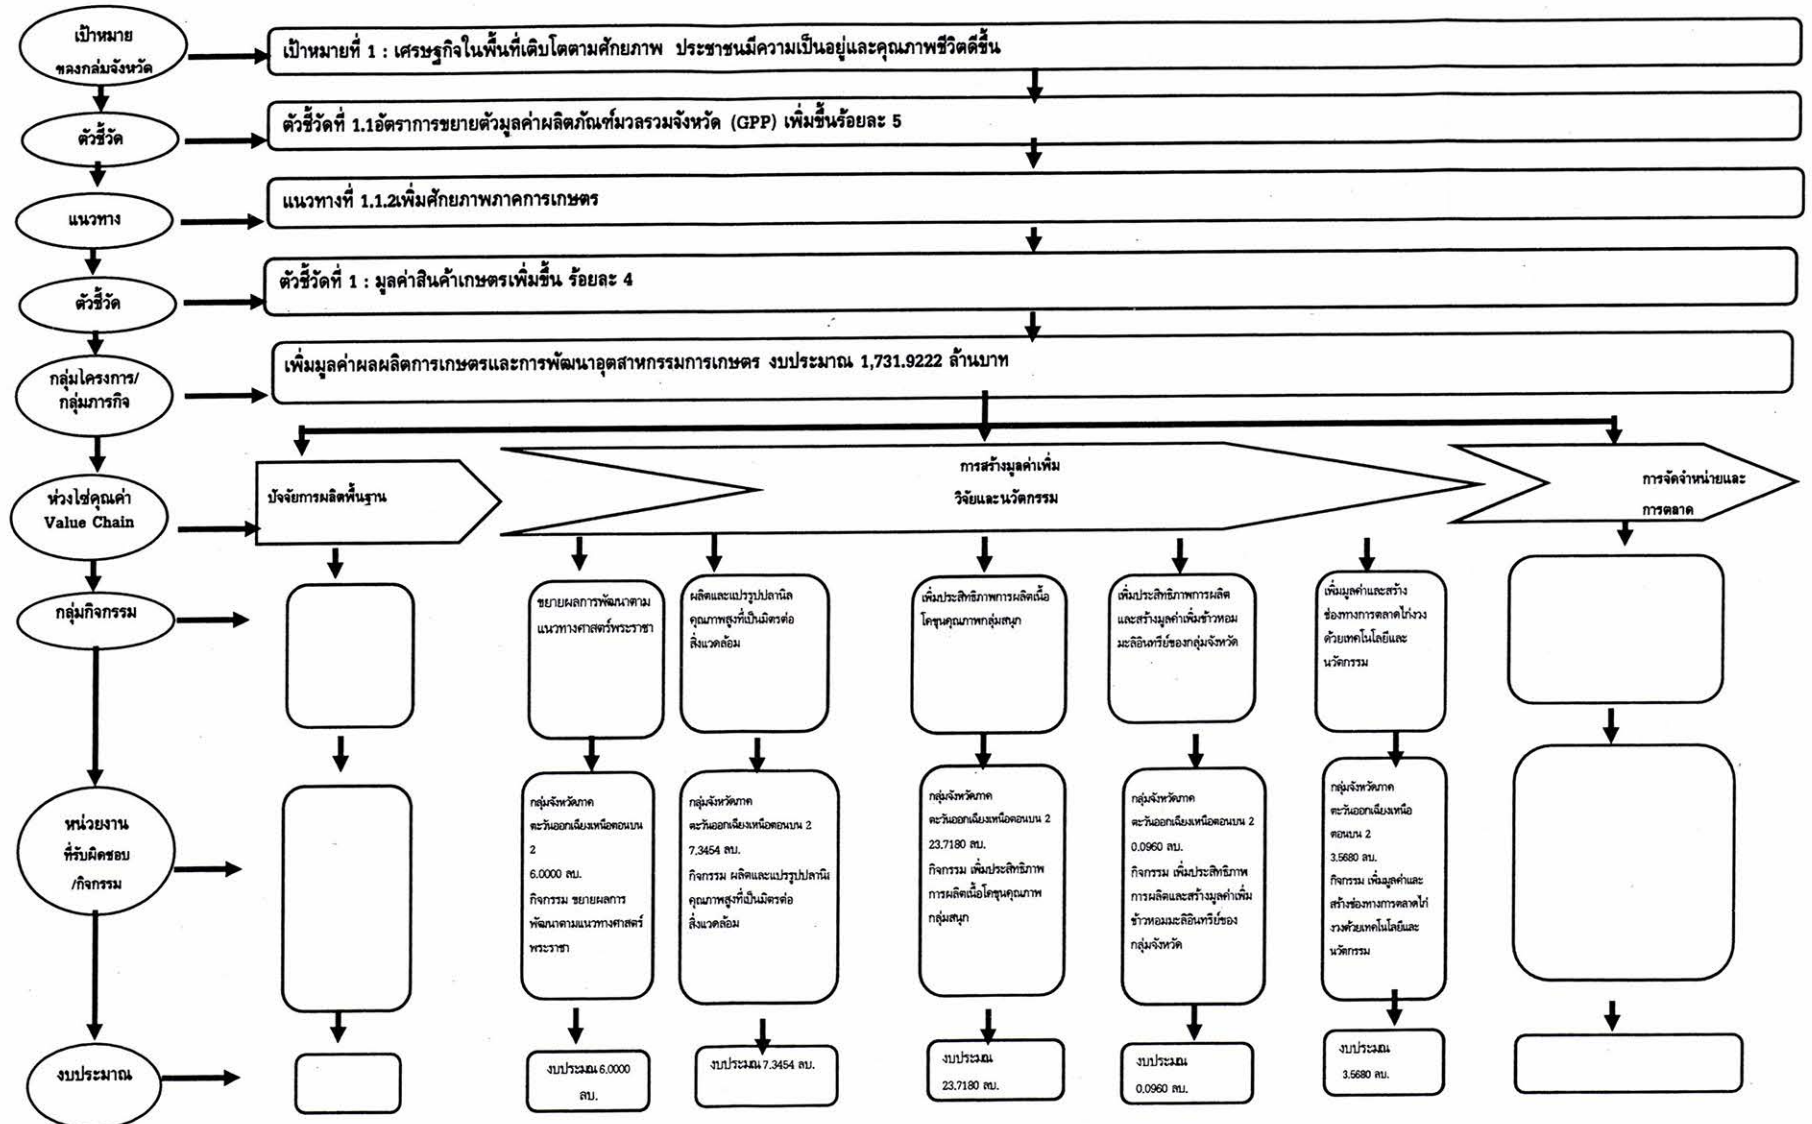 เป้าหมาย
ของกลุ่มจังหวัด
เป้าหมายที่ 1 : เศรษฐกิจในพื้นที่เติบโตตามศักยภาพ ประชาชนมีความเป็นอยู่และคุณภาพชีวิตดีขึ้น
ตัวชี้วัด
ตัวชี้วัดที่ 1.1อัตราการขยายตัวมูลค่าผลิตภัณฑ์มวลรวมจังหวัด (GPP) เพิ่มขึ้นร้อยละ 5
แนวทาง
แนวทางที่ 1.1.2เพิ่มศักยภาพภาคการเกษตร
ตัวชี้วัด
ตัวชี้วัดที่ 1 : มูลค่าสินค้าเกษตรเพิ่มขึ้น ร้อยละ 4
กลุ่มโครงการ/
กลุ่มภารกิจ
เพิ่มมูลค่าผลผลิตการเกษตรและการพัฒนาอุตสาหกรรมการเกษตร งบประมาณ 1,731.9222 ล้านบาท
ห่วงโซ่คุณค่า
Value Chain
ปัจจัยการผลิตพื้นฐาน
การสร้างมูลค่าเพิ่ม
วิจัยและนวัตกรรม
การจัดจำหน่ายและ
การตลาด
กลุ่มกิจกรรม
ขยายผลการพัฒนาตาม
แนวทางศาสตร์พระราชา
ผลิตและแปรรูปปลานิล
คุณภาพสูงที่เป็นมิตรต่อ
สิ่งแวดล้อม
เพิ่มประสิทธิภาพการผลิตเนื้อ
โคขุนคุณภาพกลุ่มสนุก
เพิ่มประสิทธิภาพการผลิต
และสร้างมูลค่าเพิ่มข้าวหอม
มะลิอินทรีย์ของกลุ่มจังหวัด
เพิ่มมูลค่าและสร้าง
ช่องทางการตลาดไก่งวง
ด้วยเทคโนโลยีและ
นวัตกรรม
หน่วยงาน
ที่รับผิดชอบ
/กิจกรรม
กลุ่มจังหวัดภาค
ตะวันออกเฉียงเหนือตอนบน
2
6.0000 ลบ.
กิจกรรม ขยายผลการ
พัฒนาตามแนวทางศาสตร์
พระราชา
กลุ่มจังหวัดภาค
ตะวันออกเฉียงเหนือตอนบน 2
7.3454 ลบ.
กิจกรรม ผลิตและแปรรูปปลานิล
คุณภาพสูงที่เป็นมิตรต่อ
สิ่งแวดล้อม
กลุ่มจังหวัดภาค
ตะวันออกเฉียงเหนือตอนบน 2
23.7180 ลบ.
กิจกรรม เพิ่มประสิทธิภาพ
การผลิตเนื้อโคขุนคุณภาพ
กลุ่มสนุก
กลุ่มจังหวัดภาค
ตะวันออกเฉียงเหนือตอนบน 2
0.0960 ลบ.
กิจกรรม เพิ่มประสิทธิภาพ
การผลิตและสร้างมูลค่าเพิ่ม
ข้าวหอมมะลิอินทรีย์ของ
กลุ่มจังหวัด
กลุ่มจังหวัดภาค
ตะวันออกเฉียงเหนือ
ตอนบน 2
3.5680 ลบ.
กิจกรรม เพิ่มมูลค่าและ
สร้างช่องทางการตลาดไก่
งวงด้วยเทคโนโลยีและ
นวัตกรรม
งบประมาณ
งบประมณ 6.0000
ลบ.
งบประมณ 7.3454 ลบ.
งบประมณ
23.7180 ลบ.
งบประมณ
0.0960 ลบ.
งบประมณ
3.5680 ลบ.